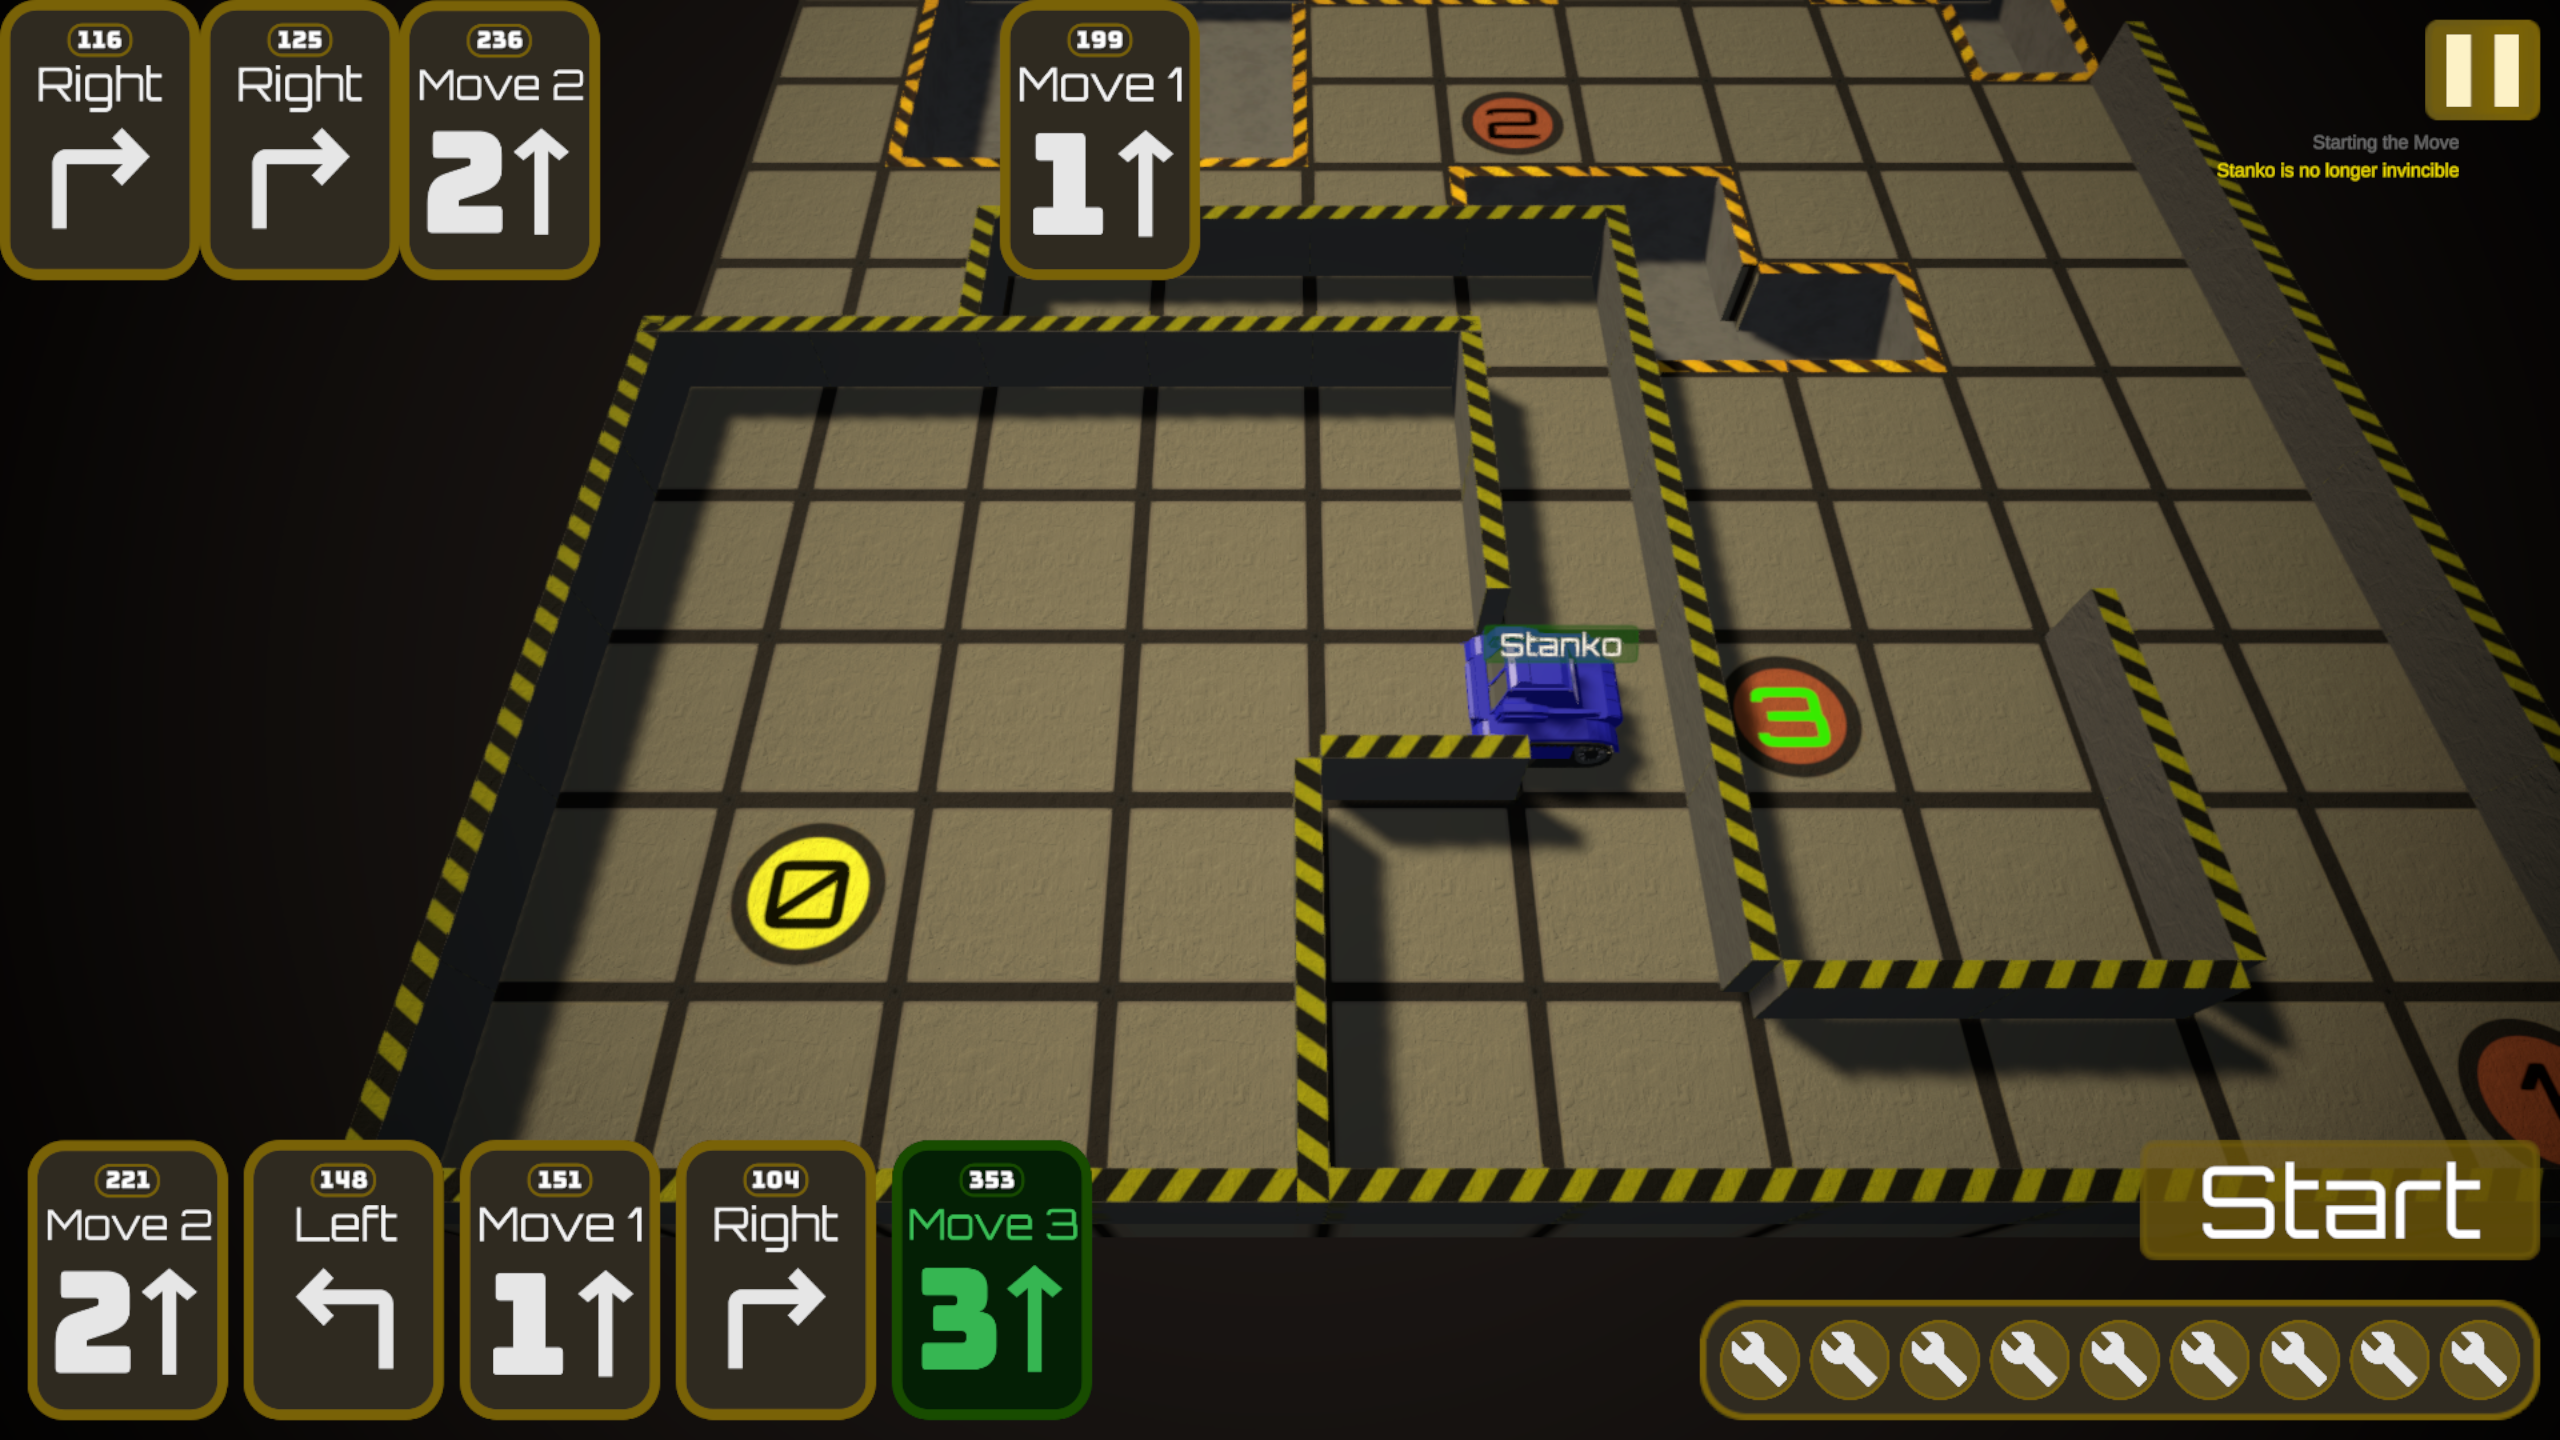 116
Right
125
Right
236
Move 2
2
199
Move 1
1
2
Starting the Move
Stanko is no longer invincible
Stanko
3
0
221
Move 2
2
148
Left
151
Move 1
1
104
Right
353
Move 3
3
Start